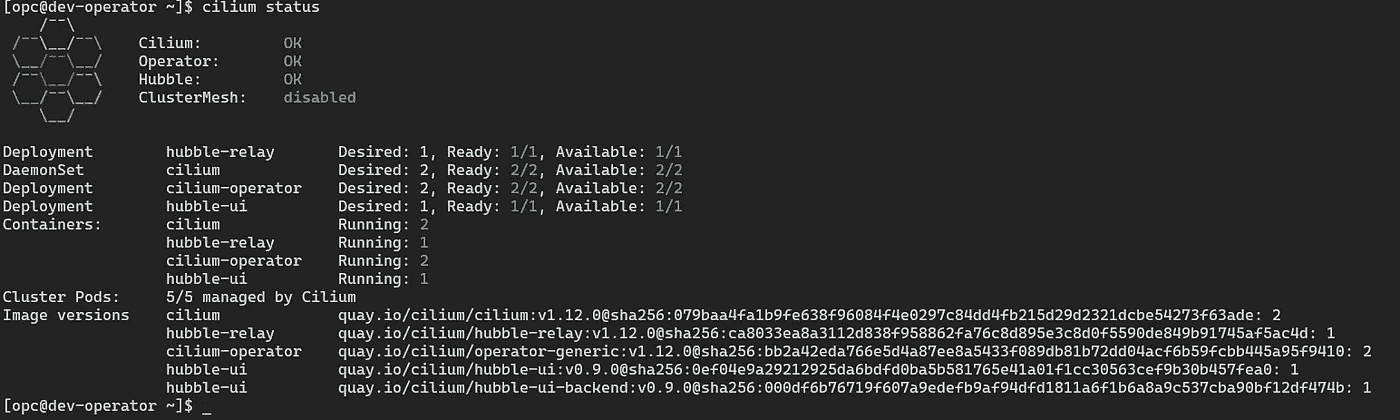 [opc@dev-operator ~]$ cilium status
    /¯¯\
 /¯¯\__/¯¯\    Cilium:         OK
 \__/¯¯\__/    Operator:       OK
 /¯¯\__/¯¯\    Hubble:         OK
 \__/¯¯\__/    ClusterMesh:    disabled
    \__/
Deployment        hubble-relay       Desired: 1, Ready: 1/1, Available: 1/1
DaemonSet         cilium             Desired: 2, Ready: 2/2, Available: 2/2
Deployment        cilium-operator    Desired: 2, Ready: 2/2, Available: 2/2
Deployment        hubble-ui          Desired: 1, Ready: 1/1, Available: 1/1
Containers:       cilium             Running: 2
                  hubble-relay       Running: 1
                  cilium-operator    Running: 2
                  hubble-ui          Running: 1
Cluster Pods:     5/5 managed by Cilium
Image versions    cilium             quay.io/cilium/cilium:v1.12.0@sha256:079baa4fa1b9fe638f96084f4e0297c84dd4fb215d29d2321dcbe54273f63ade: 2
                  hubble-relay       quay.io/cilium/hubble-relay:v1.12.0@sha256:ca8033ea8a3112d838f958862fa76c8d895e3c8d0f5590de849b91745af5ac4d: 1
                  cilium-operator    quay.io/cilium/operator-generic:v1.12.0@sha256:bb2a42eda766e5d4a87ee8a5433f089db81b72dd04acf6b59fcbb445a95f9410: 2
                  hubble-ui          quay.io/cilium/hubble-ui:v0.9.0@sha256:0ef04e9a29212925da6bdfd0ba5b581765e41a01f1cc30563cef9b30b457fea0: 1
                  hubble-ui          quay.io/cilium/hubble-ui-backend:v0.9.0@sha256:000df6b76719f607a9edefb9af94dfd1811a6f1b6a8a9c537cba90bf12df474b: 1
[opc@dev-operator ~]$ _